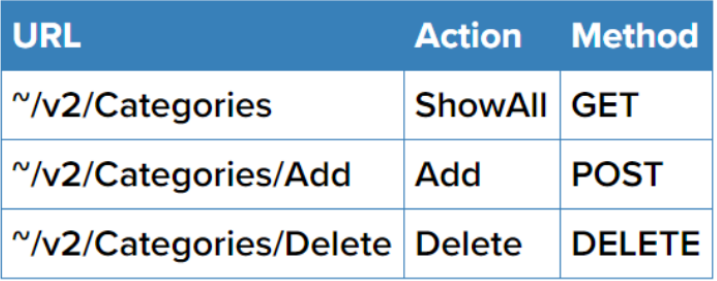 URL Action Method
~/v2/Categories ShowAll GET
~/v2/Categories/Add Add POST
~/v2/Categories/Delete Delete DELETE